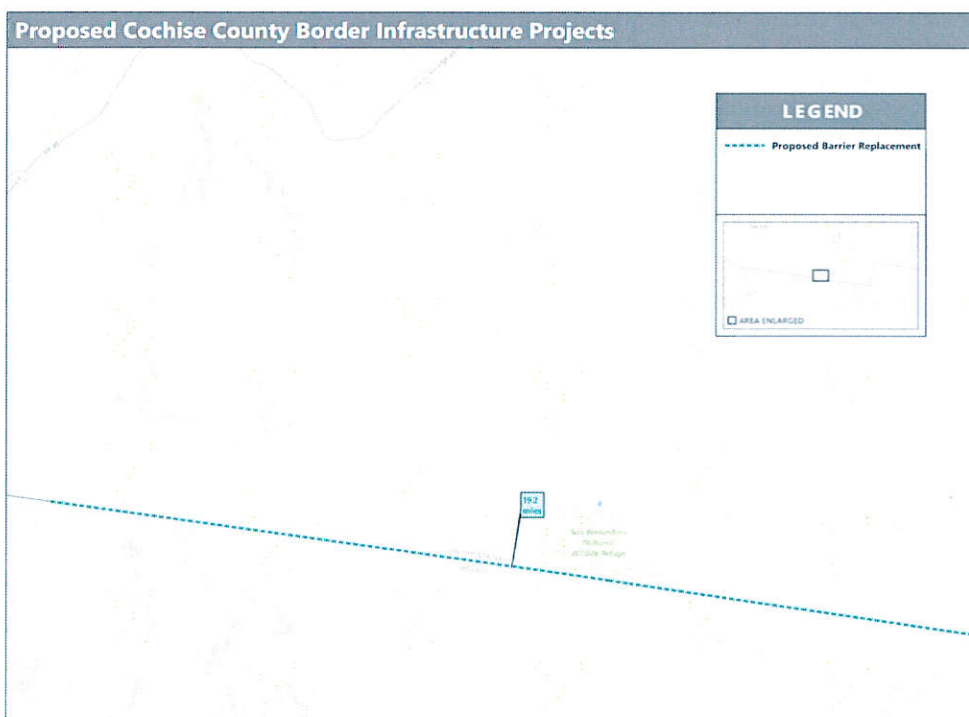 Proposed Cochise County Border Infrastructure Projects
LEGEND
Proposed Barrier Replacement
AREA ENLARGED
19.2
miles
San Bernardino
National
Wildlife Refuge